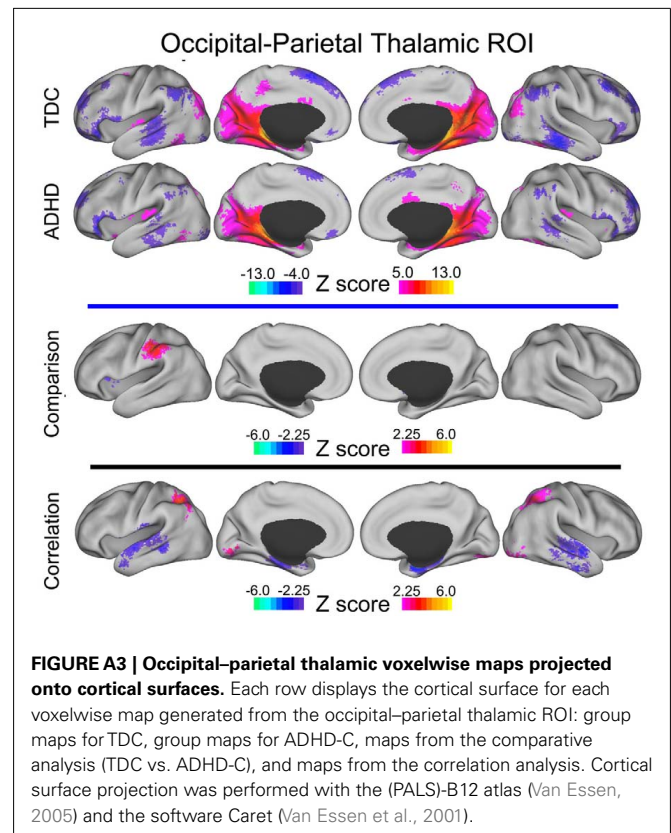 Occipital-Parietal Thalamic ROI
TDC
ADHD
-13.0 -4.0 Z score 5.0 13.0
Comparison
-6.0 -2.25 Z score 2.25 6.0
Correlation
-6.0 -2.25 Z score 2.25 6.0
FIGURE A3 | Occipital–parietal thalamic voxelwise maps projected
onto cortical surfaces. Each row displays the cortical surface for each
voxelwise map generated from the occipital–parietal thalamic ROI: group
maps for TDC, group maps for ADHD-C, maps from the comparative
analysis (TDC vs. ADHD-C), and maps from the correlation analysis. Cortical
surface projection was performed with the (PALS)-B12 atlas (Van Essen,
2005) and the software Caret (Van Essen et al., 2001).